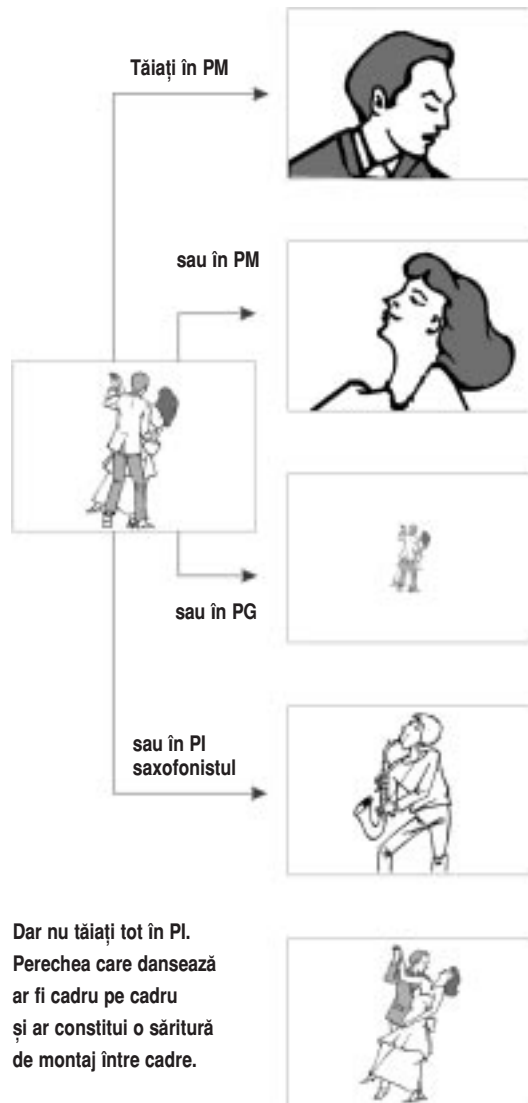 Tăiați în PM
sau în PM
sau în PG
sau în PI
saxofonistul
Dar nu tăiați tot în PI.
Perechea care dansează
ar fi cadru pe cadru
și ar constitui o săritură
de montaj între cadre.